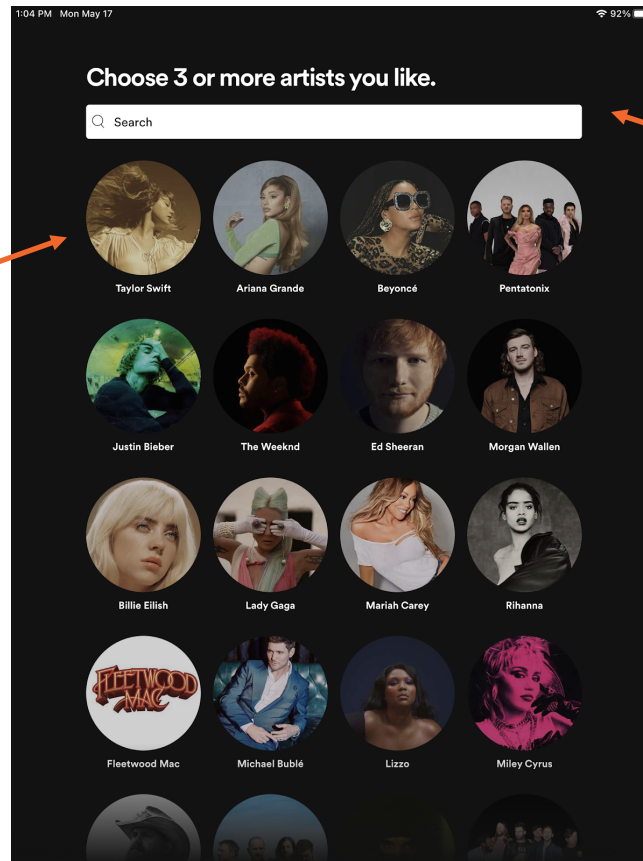 1:04 PM Mon May 17
92%
Choose 3 or more artists you like.
Search
Taylor Swift
Ariana Grande
Beyoncé
Pentatonix
Justin Bieber
The Weeknd
Ed Sheeran
Morgan Wallen
Billie Eilish
Lady Gaga
Mariah Carey
Rihanna
FLEETWOOD
MAC
Fleetwood Mac
Michael Bublé
Lizzo
Miley Cyrus